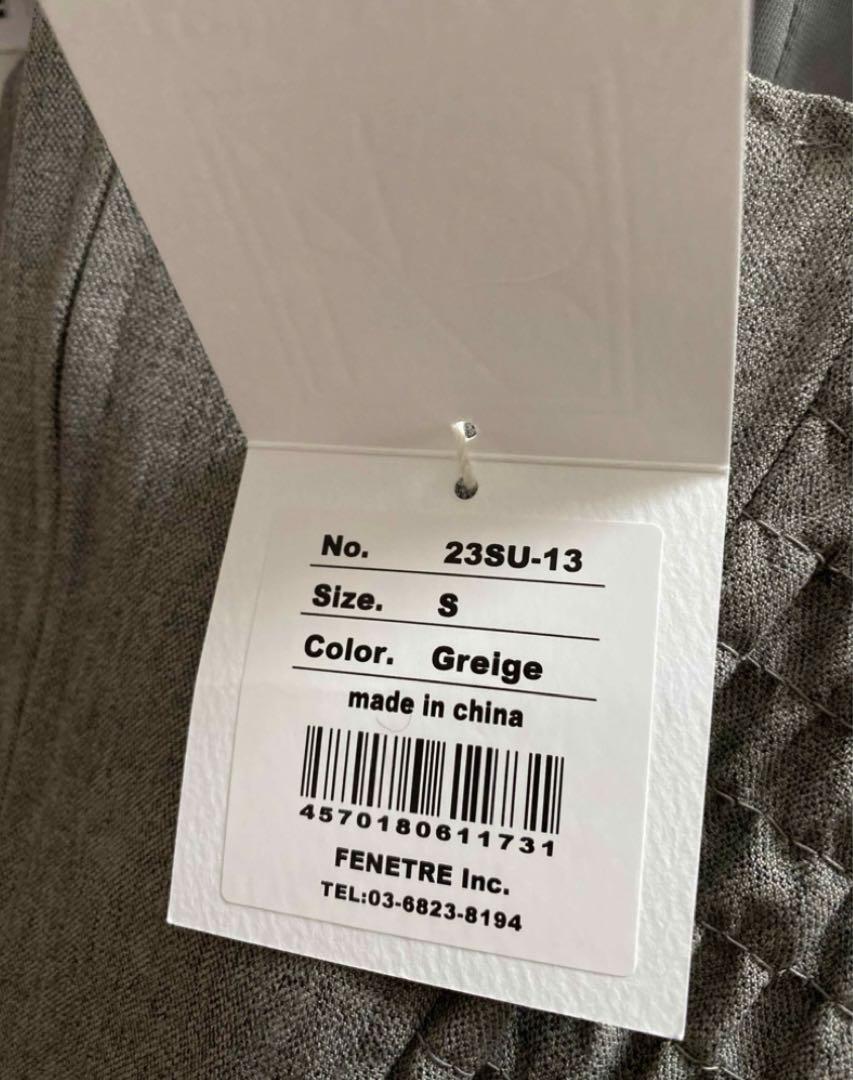 No. 23SU-13
Size. S
Color. Greige
made in china
4570180611731
FENETRE Inc.
TEL:03-6823-8194